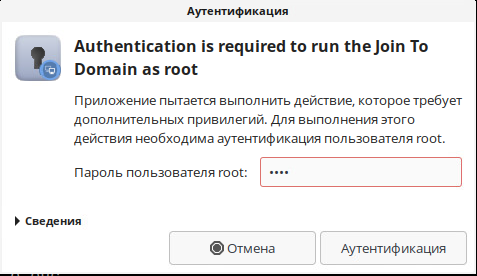 Аутентификация
Authentication is required to run the Join To
Domain as root
Приложение пытается выполнить действие, которое требует
дополнительных привилегий. Для выполнения этого
действия необходима аутентификация пользователя root.
Пароль пользователя root: ••••
Сведения
Отмена Аутентификация